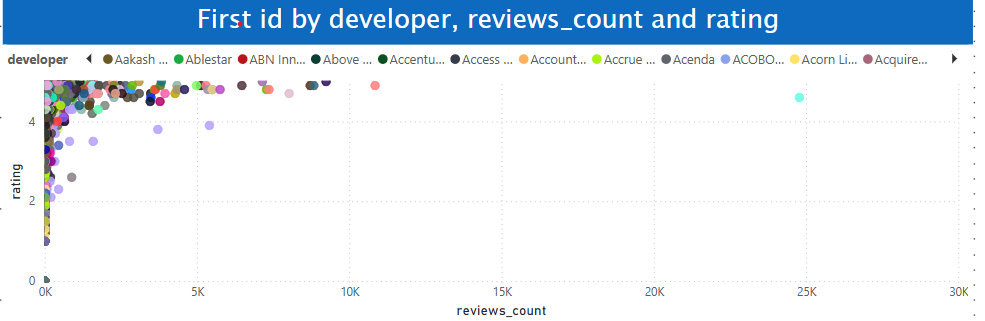 First id by developer, reviews_count and rating
developer Aakash ... Ablestar ABN Inn... Above ... Accentu... Access ... Account... Accrue ... Acenda ACOBO... Acorn Li... Acquire...
4
rating
2
0
0K 5K 10K 15K 20K 25K 30K
reviews_count